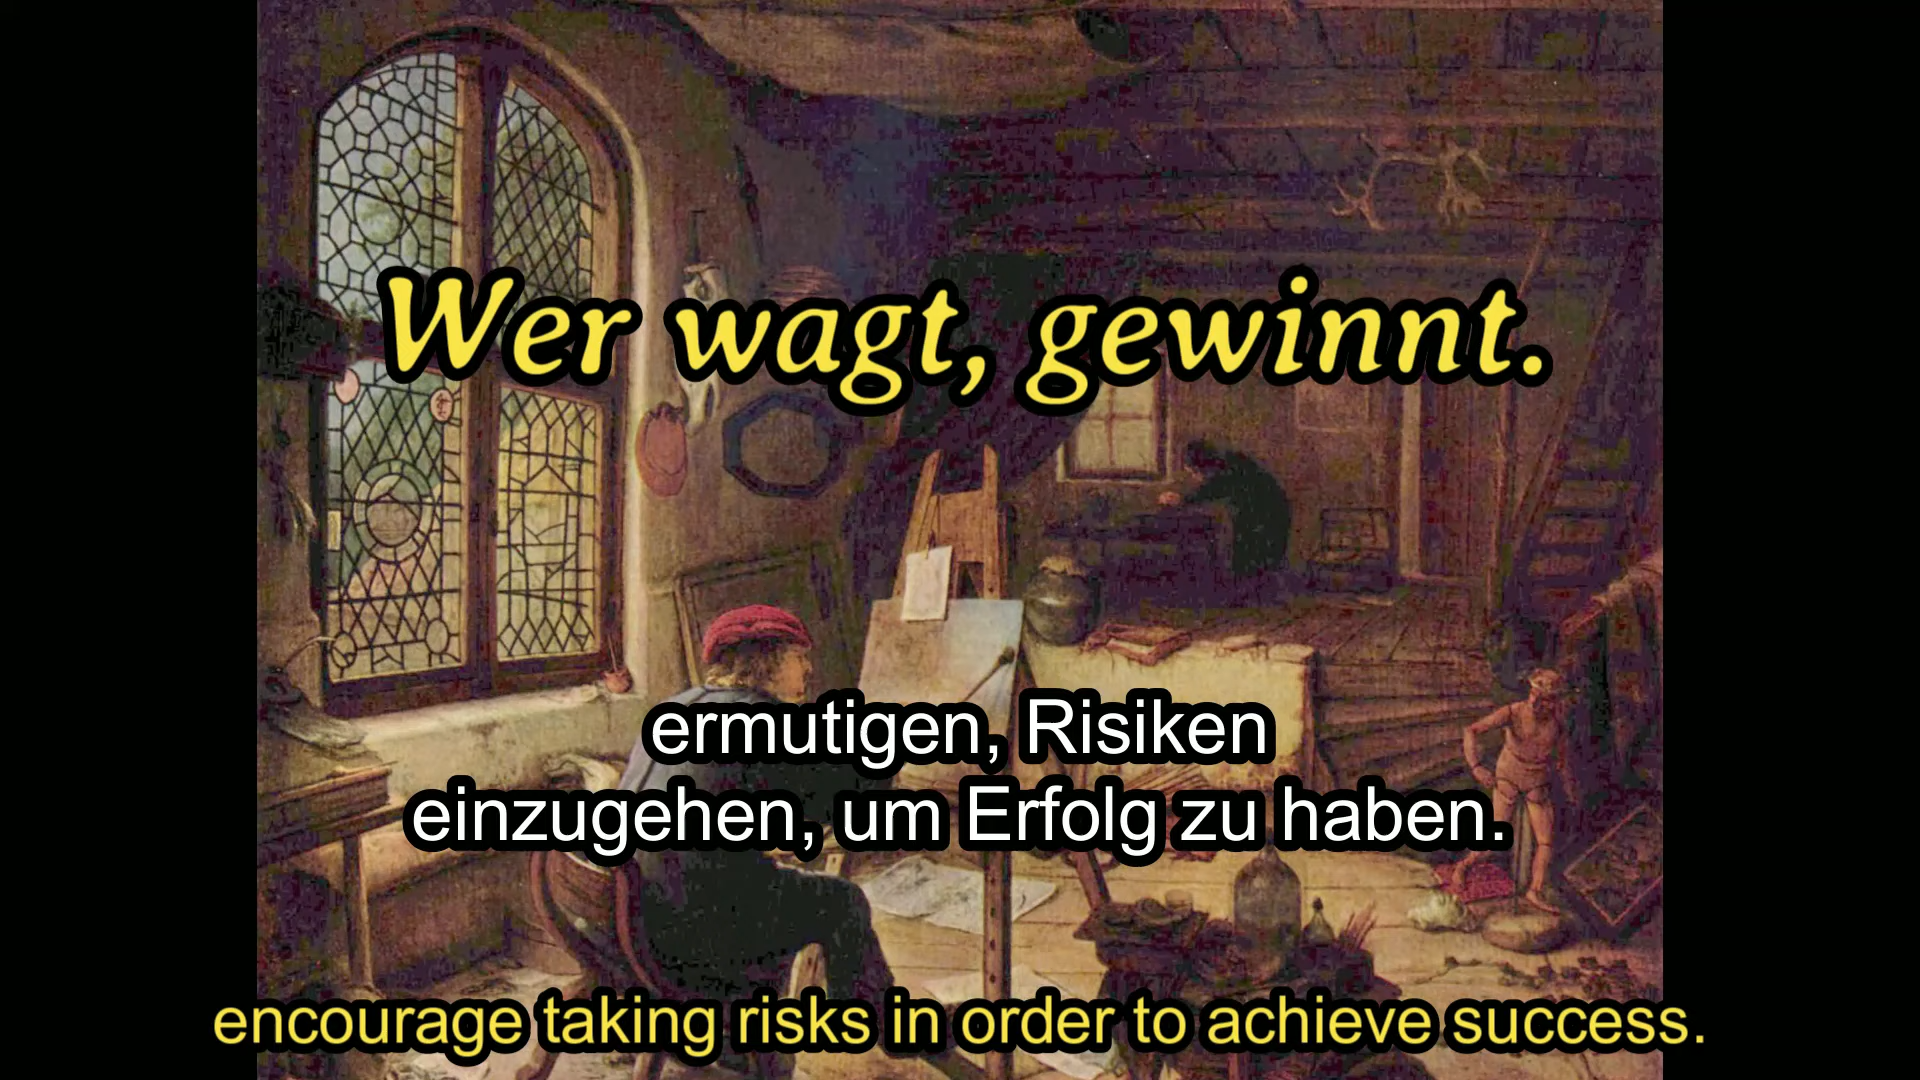 Wer wagt, gewinnt.
ermutigen, Risiken
einzugehen, um Erfolg zu haben.
encourage taking risks in order to achieve success.